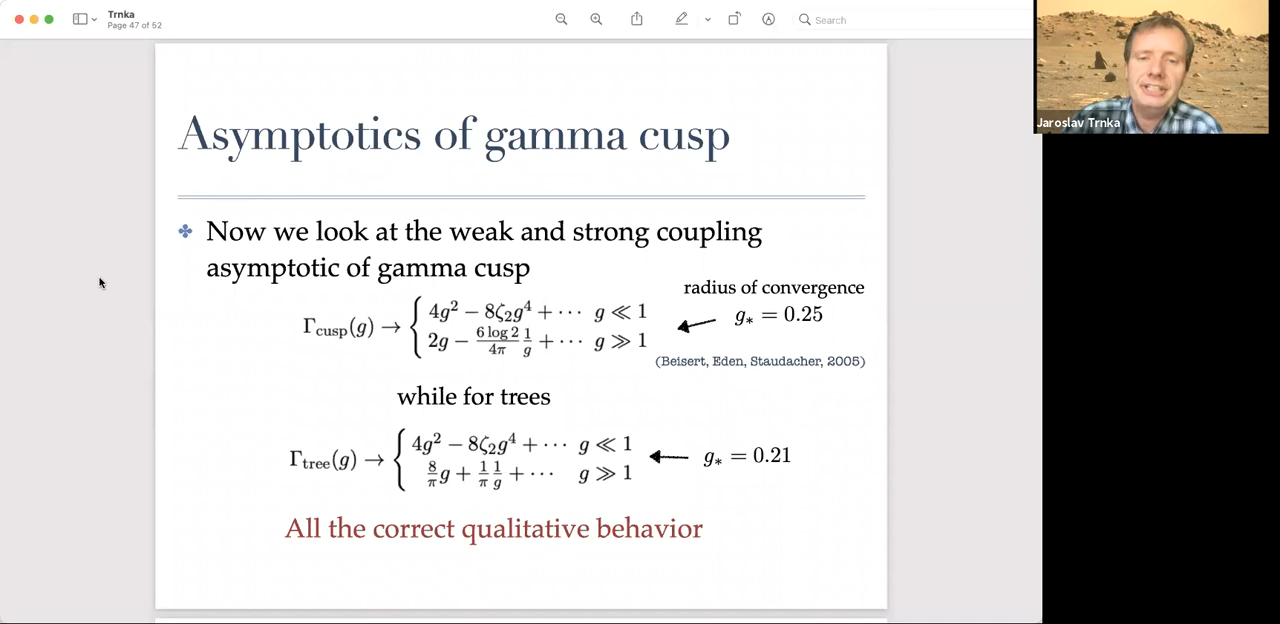 Trnka
Page 47 of 52
Search
Jaroslav Trnka
Asymptotics of gamma cusp
Now we look at the weak and strong coupling
asymptotic of gamma cusp
radius of convergence
g∗ = 0.25
Γcusp(g) → { 4g² − 8ζ₂g⁴ + ⋯ g ≪ 1
2g − (6 log 2)/(4π) 1/g + ⋯ g ≫ 1
(Beisert, Eden, Staudacher, 2005)
while for trees
Γtree(g) → { 4g² − 8ζ₂g⁴ + ⋯ g ≪ 1
8/π g + 1/π 1/g + ⋯ g ≫ 1
g∗ = 0.21
All the correct qualitative behavior